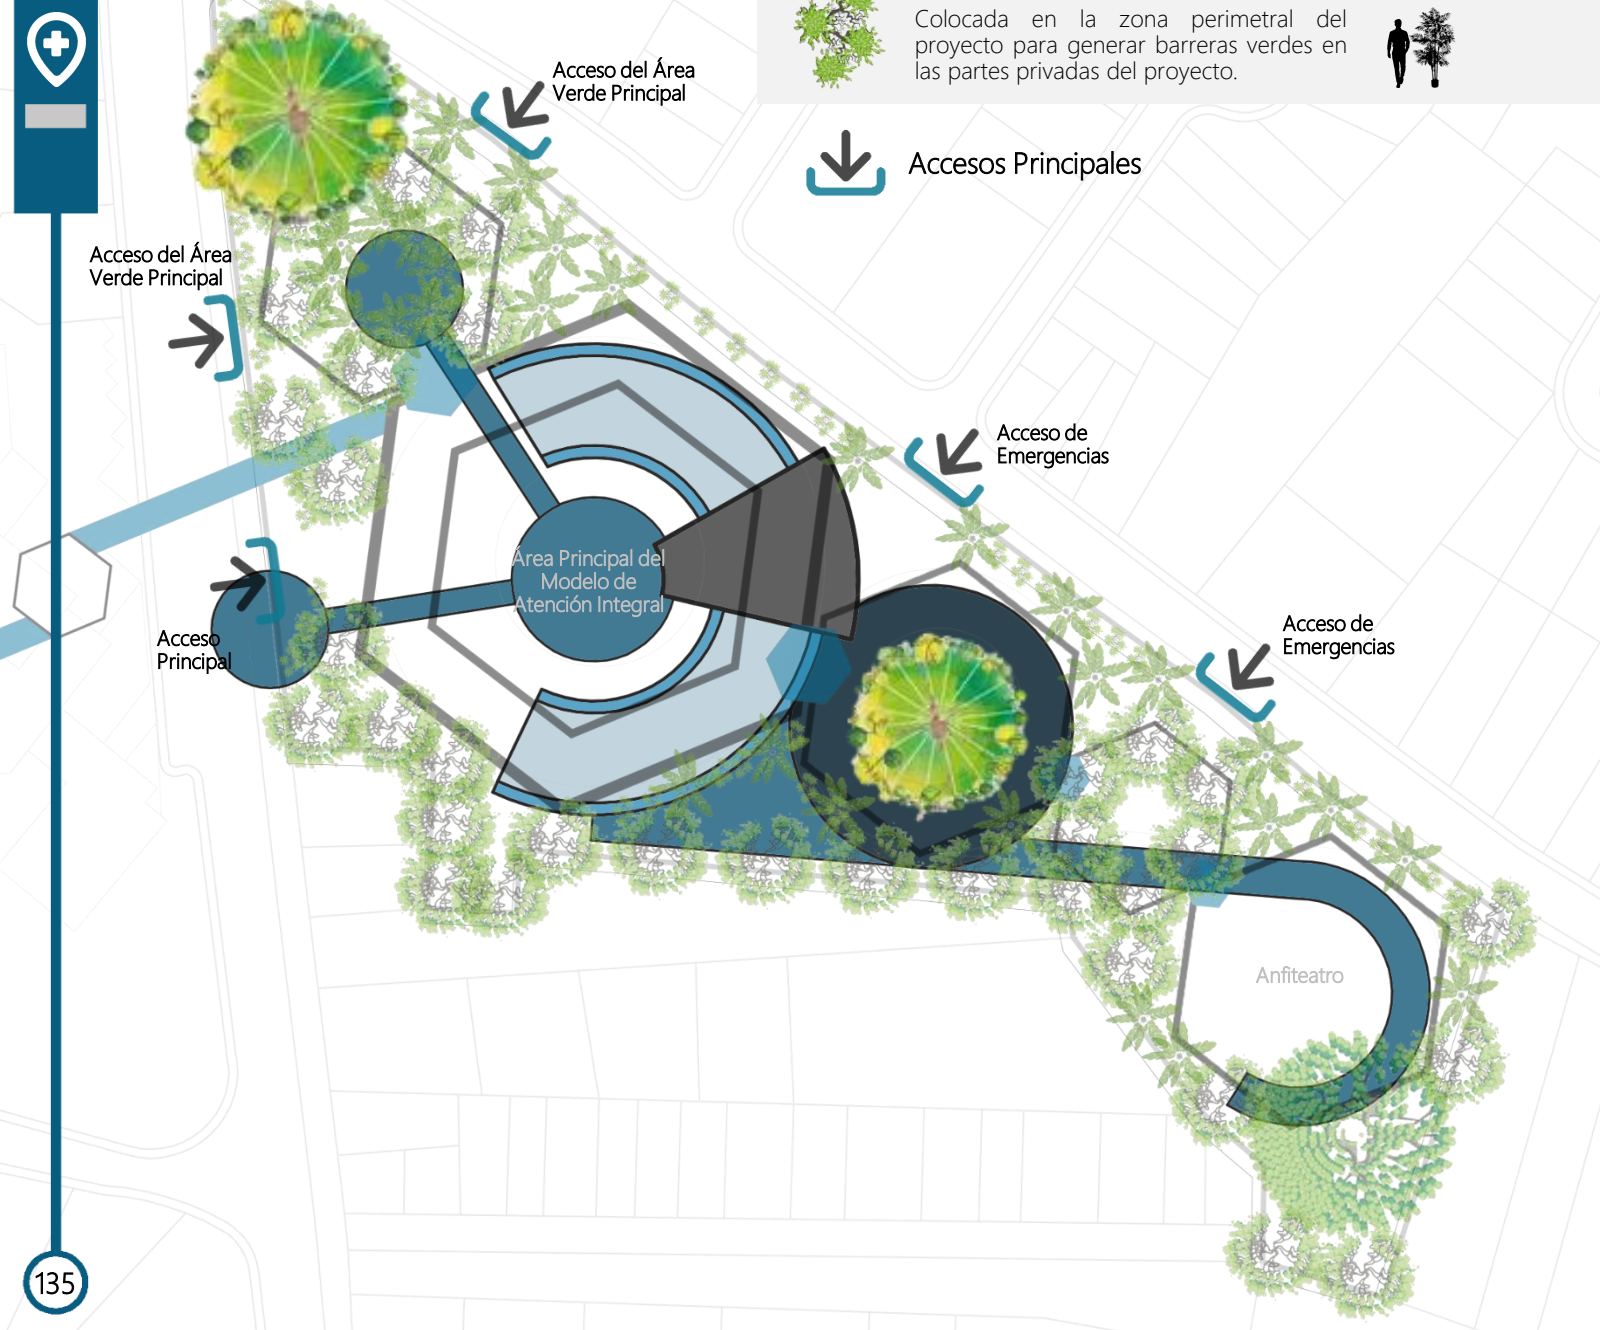 Colocada en la zona perimetral del
proyecto para generar barreras verdes en
las partes privadas del proyecto.
Acceso del Área
Verde Principal
Accesos Principales
Acceso del Área
Verde Principal
Acceso de
Emergencias
Área Principal del
Modelo de
Atención Integral
Acceso
Principal
Acceso de
Emergencias
Anfiteatro
135